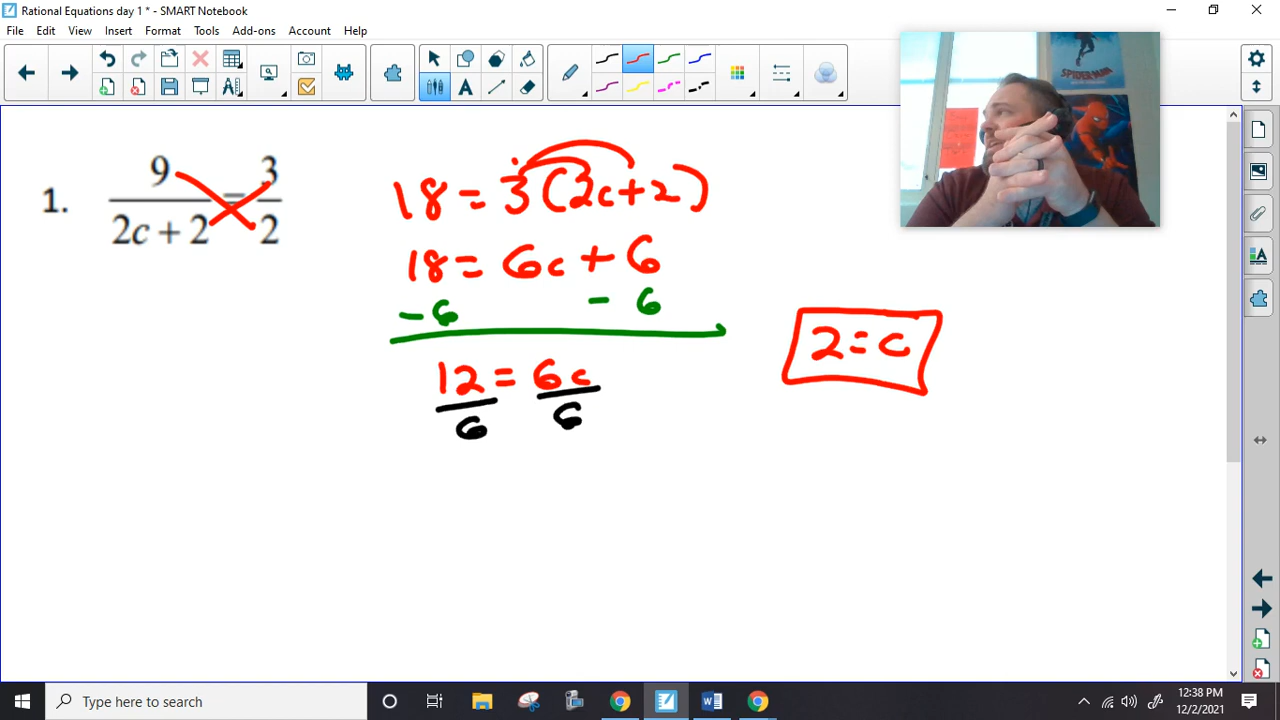 Rational Equations day 1 * - SMART Notebook
File Edit View Insert Format Tools Add-ons Account Help
SPIDER-MAN
1. 9/(2c + 2) = 3/2
18 = 3(2c+2)
18 = 6c + 6
-6 - 6
12 = 6c
6 6
2 = c
Type here to search
12:38 PM
12/2/2021